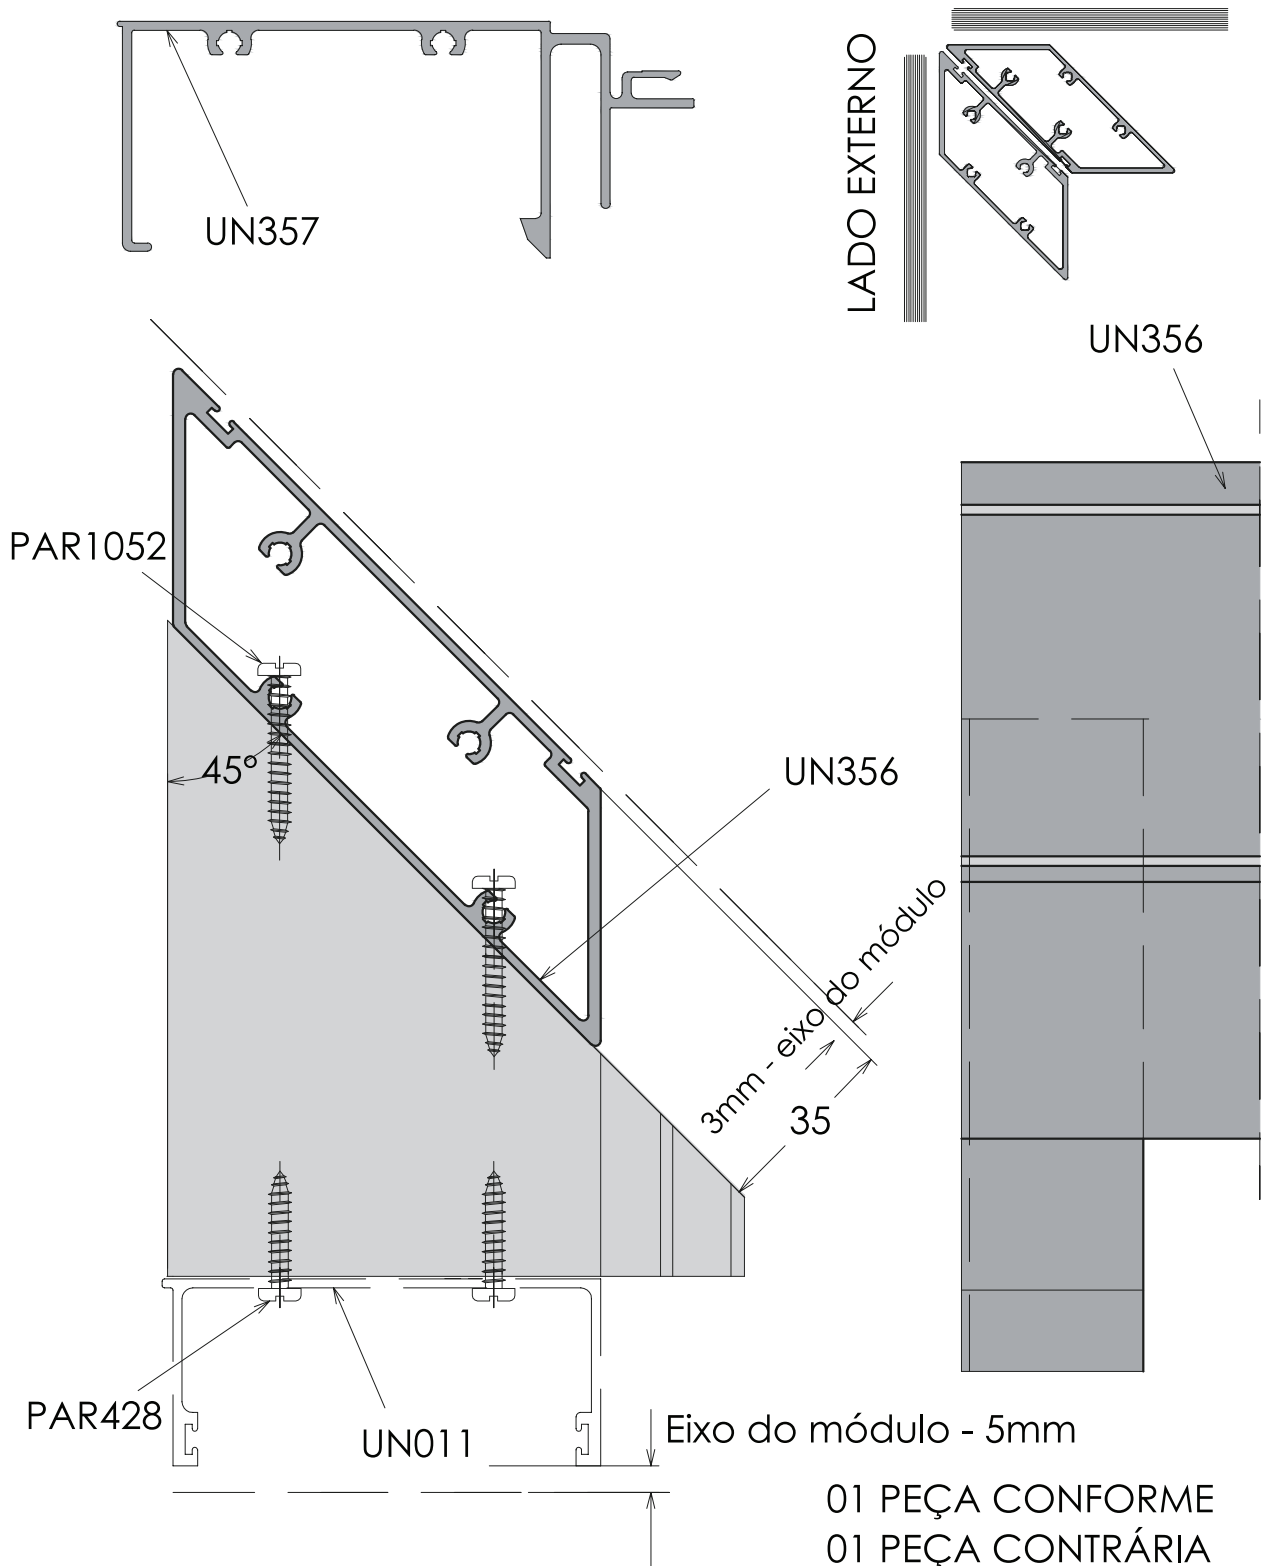 UN357
LADO EXTERNO
UN356
PAR1052
45°
UN356
3mm - eixo do módulo
35
PAR428
UN011
Eixo do módulo - 5mm
01 PEÇA CONFORME
01 PEÇA CONTRÁRIA